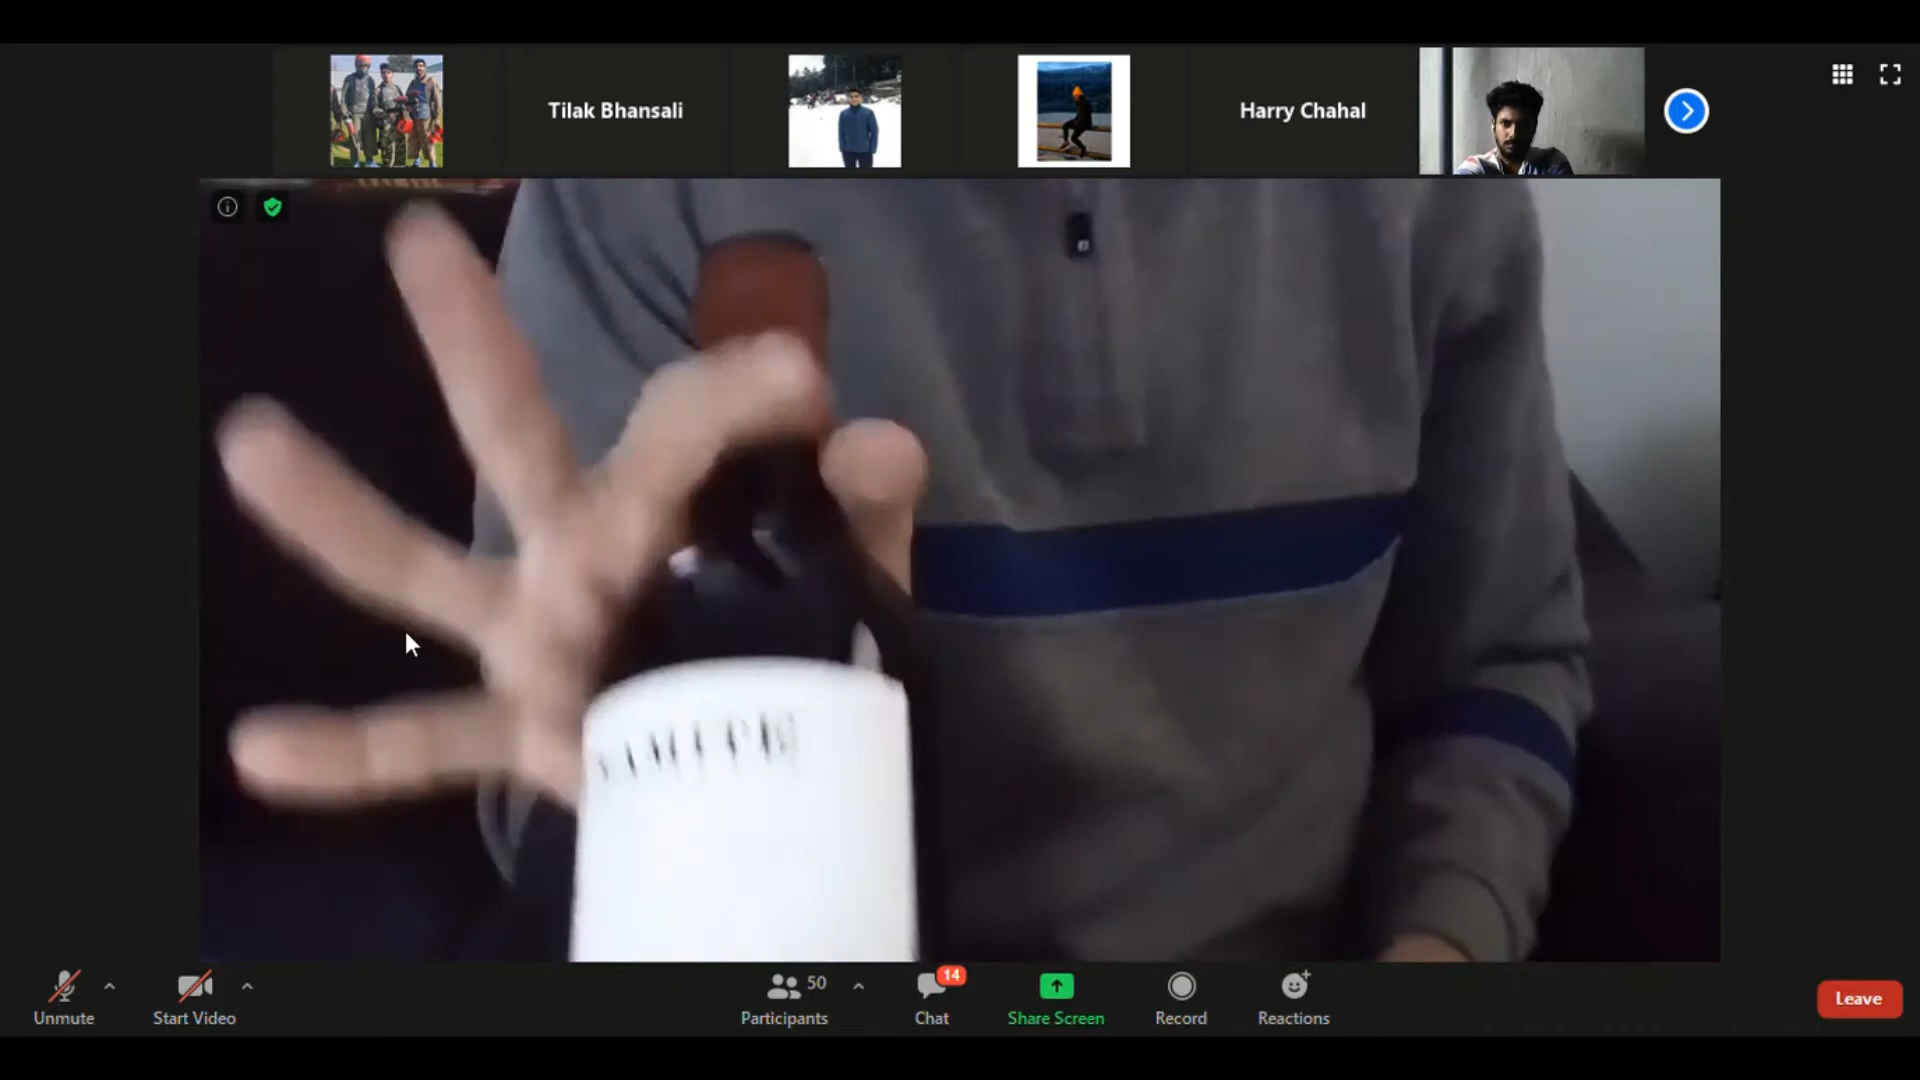 Tilak Bhansali
Harry Chahal
Unmute
Start Video
50
Participants
14
Chat
Share Screen
Record
Reactions
Leave